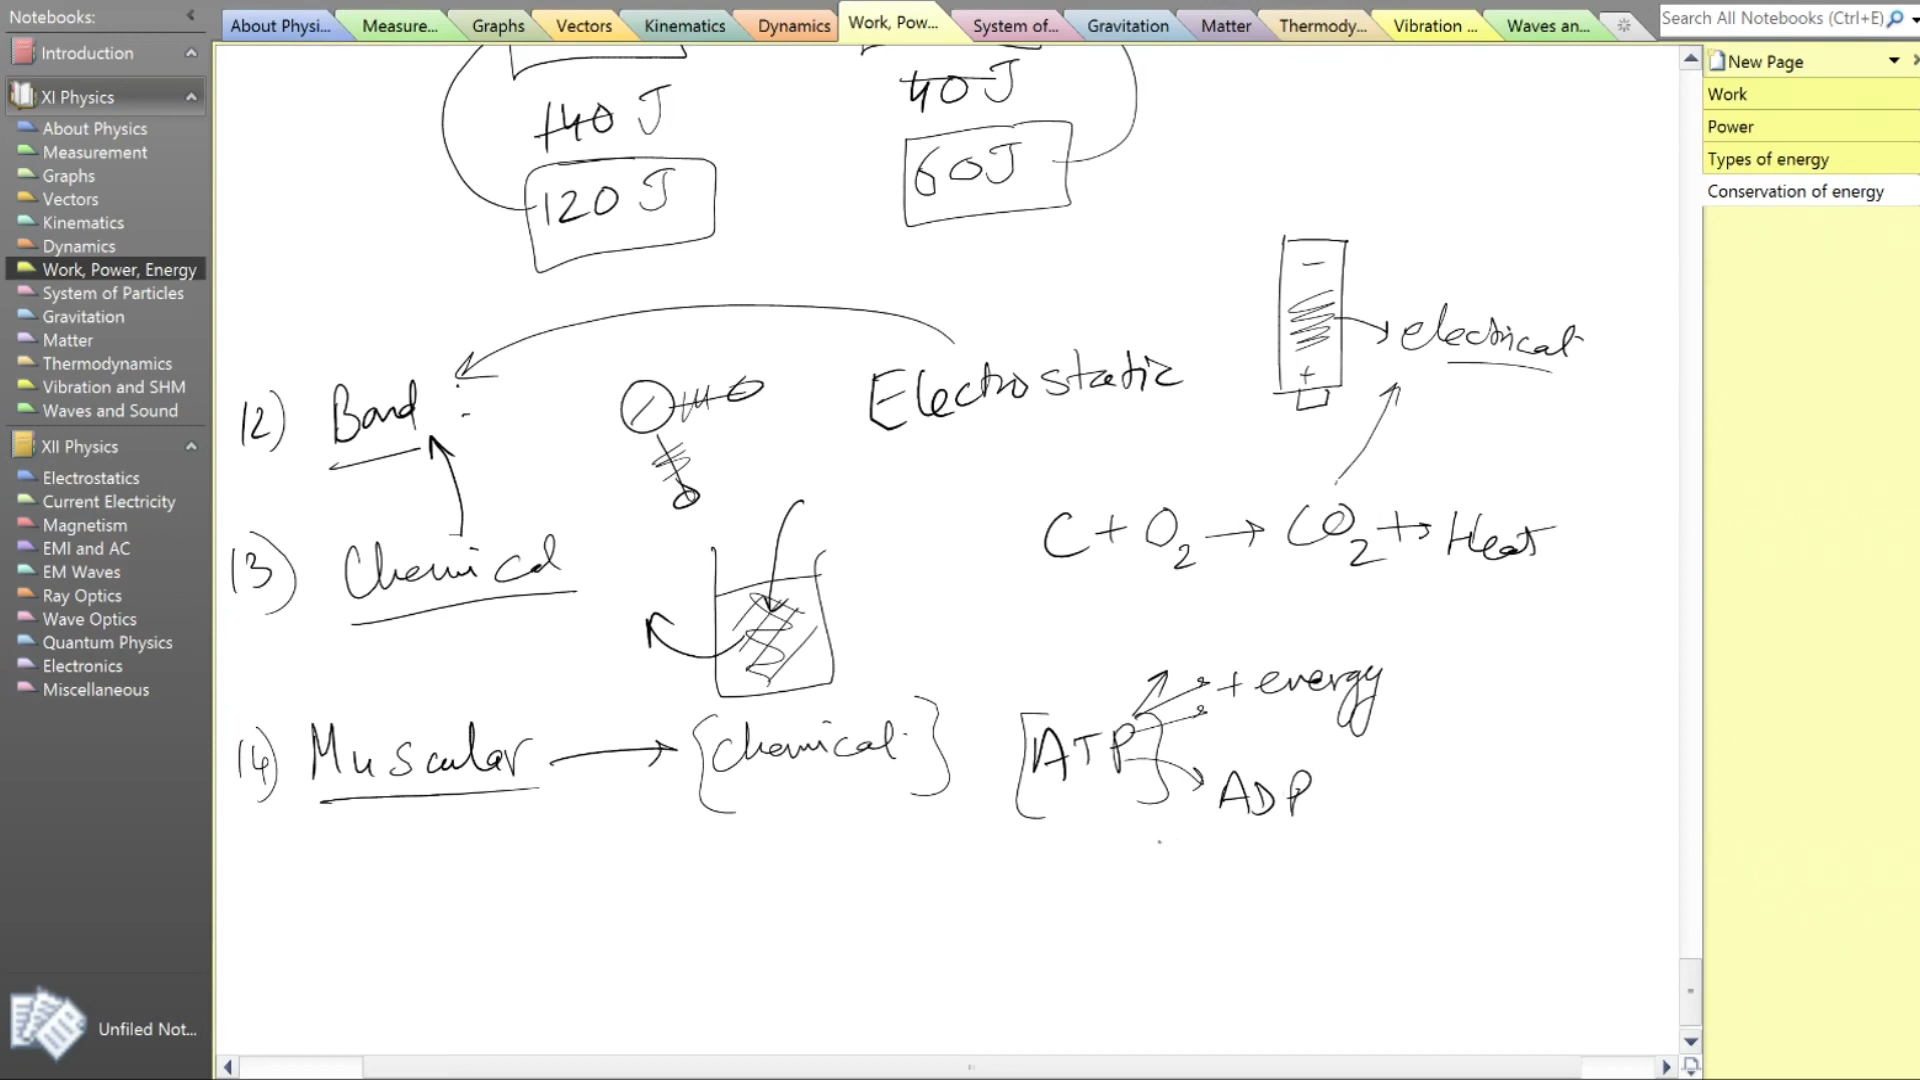 Notebooks:
Introduction
XI Physics
About Physics
Measurement
Graphs
Vectors
Kinematics
Dynamics
Work, Power, Energy
System of Particles
Gravitation
Matter
Thermodynamics
Vibration and SHM
Waves and Sound
XII Physics
Electrostatics
Current Electricity
Magnetism
EMI and AC
EM Waves
Ray Optics
Wave Optics
Quantum Physics
Electronics
Miscellaneous
Unfiled Not...
About Physi... Measure... Graphs Vectors Kinematics Dynamics Work, Pow... System of... Gravitation Matter Thermody... Vibration ... Waves an...
Search All Notebooks (Ctrl+E)
New Page
Work
Power
Types of energy
Conservation of energy
140 J 40 J
120 J 60 J
- + electrical
12) Bond : Electrostatic
13) Chemical C + O2 → CO2 + → Heat
14) Muscular → {chemical} [ATP] + energy
ADP